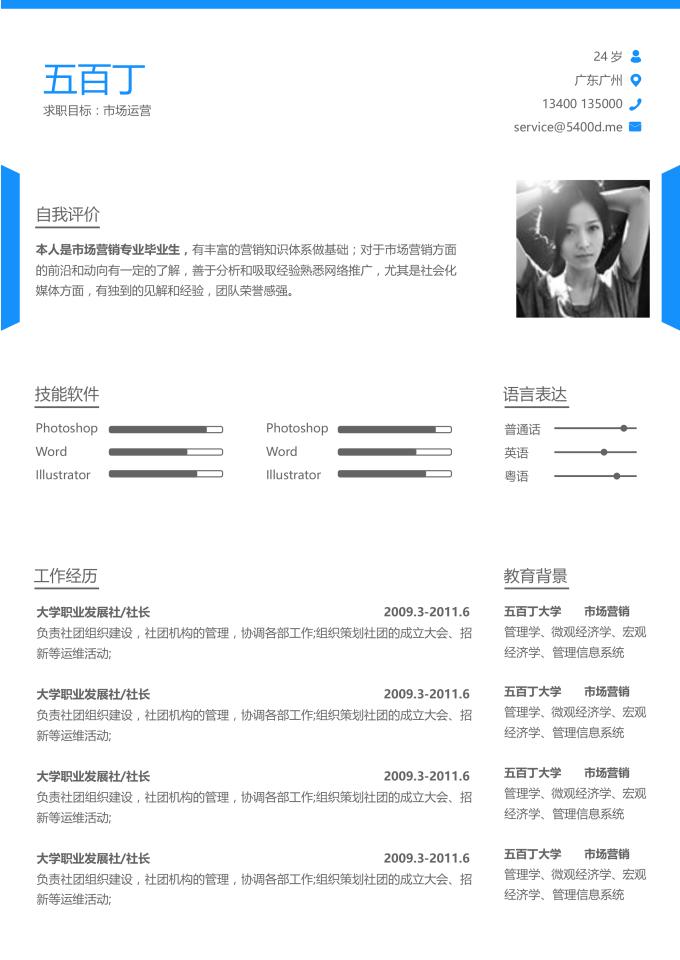 五百丁
求职目标：市场运营
24 岁
广东广州
13400 135000
service@5400d.me
自我评价
本人是市场营销专业毕业生，有丰富的营销知识体系做基础；对于市场营销方面
的前沿和动向有一定的了解，善于分析和吸取经验熟悉网络推广，尤其是社会化
媒体方面，有独到的见解和经验，团队荣誉感强。
技能软件
Photoshop
Word
Illustrator
Photoshop
Word
Illustrator
语言表达
普通话
英语
粤语
工作经历
大学职业发展社/社长 2009.3-2011.6
负责社团组织建设，社团机构的管理，协调各部工作;组织策划社团的成立大会、招
新等运维活动;
大学职业发展社/社长 2009.3-2011.6
负责社团组织建设，社团机构的管理，协调各部工作;组织策划社团的成立大会、招
新等运维活动;
大学职业发展社/社长 2009.3-2011.6
负责社团组织建设，社团机构的管理，协调各部工作;组织策划社团的成立大会、招
新等运维活动;
大学职业发展社/社长 2009.3-2011.6
负责社团组织建设，社团机构的管理，协调各部工作;组织策划社团的成立大会、招
新等运维活动;
教育背景
五百丁大学 市场营销
管理学、微观经济学、宏观
经济学、管理信息系统
五百丁大学 市场营销
管理学、微观经济学、宏观
经济学、管理信息系统
五百丁大学 市场营销
管理学、微观经济学、宏观
经济学、管理信息系统
五百丁大学 市场营销
管理学、微观经济学、宏观
经济学、管理信息系统